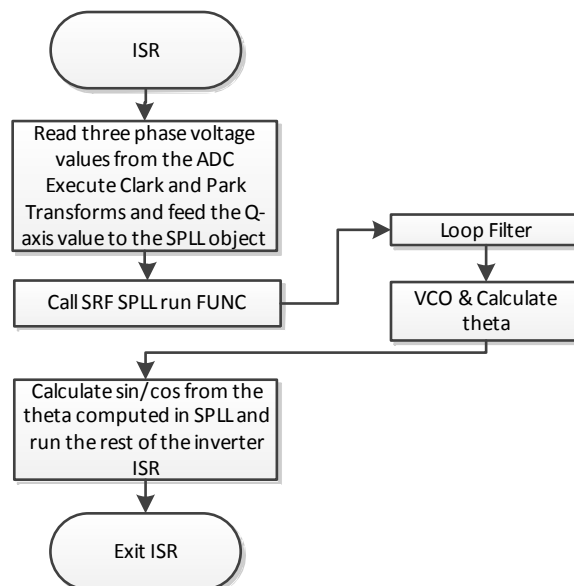 ISR
Read three phase voltage
values from the ADC
Execute Clark and Park
Transforms and feed the Q-
axis value to the SPLL object
Call SRF SPLL run FUNC
Loop Filter
VCO & Calculate
theta
Calculate sin/cos from the
theta computed in SPLL and
run the rest of the inverter
ISR
Exit ISR